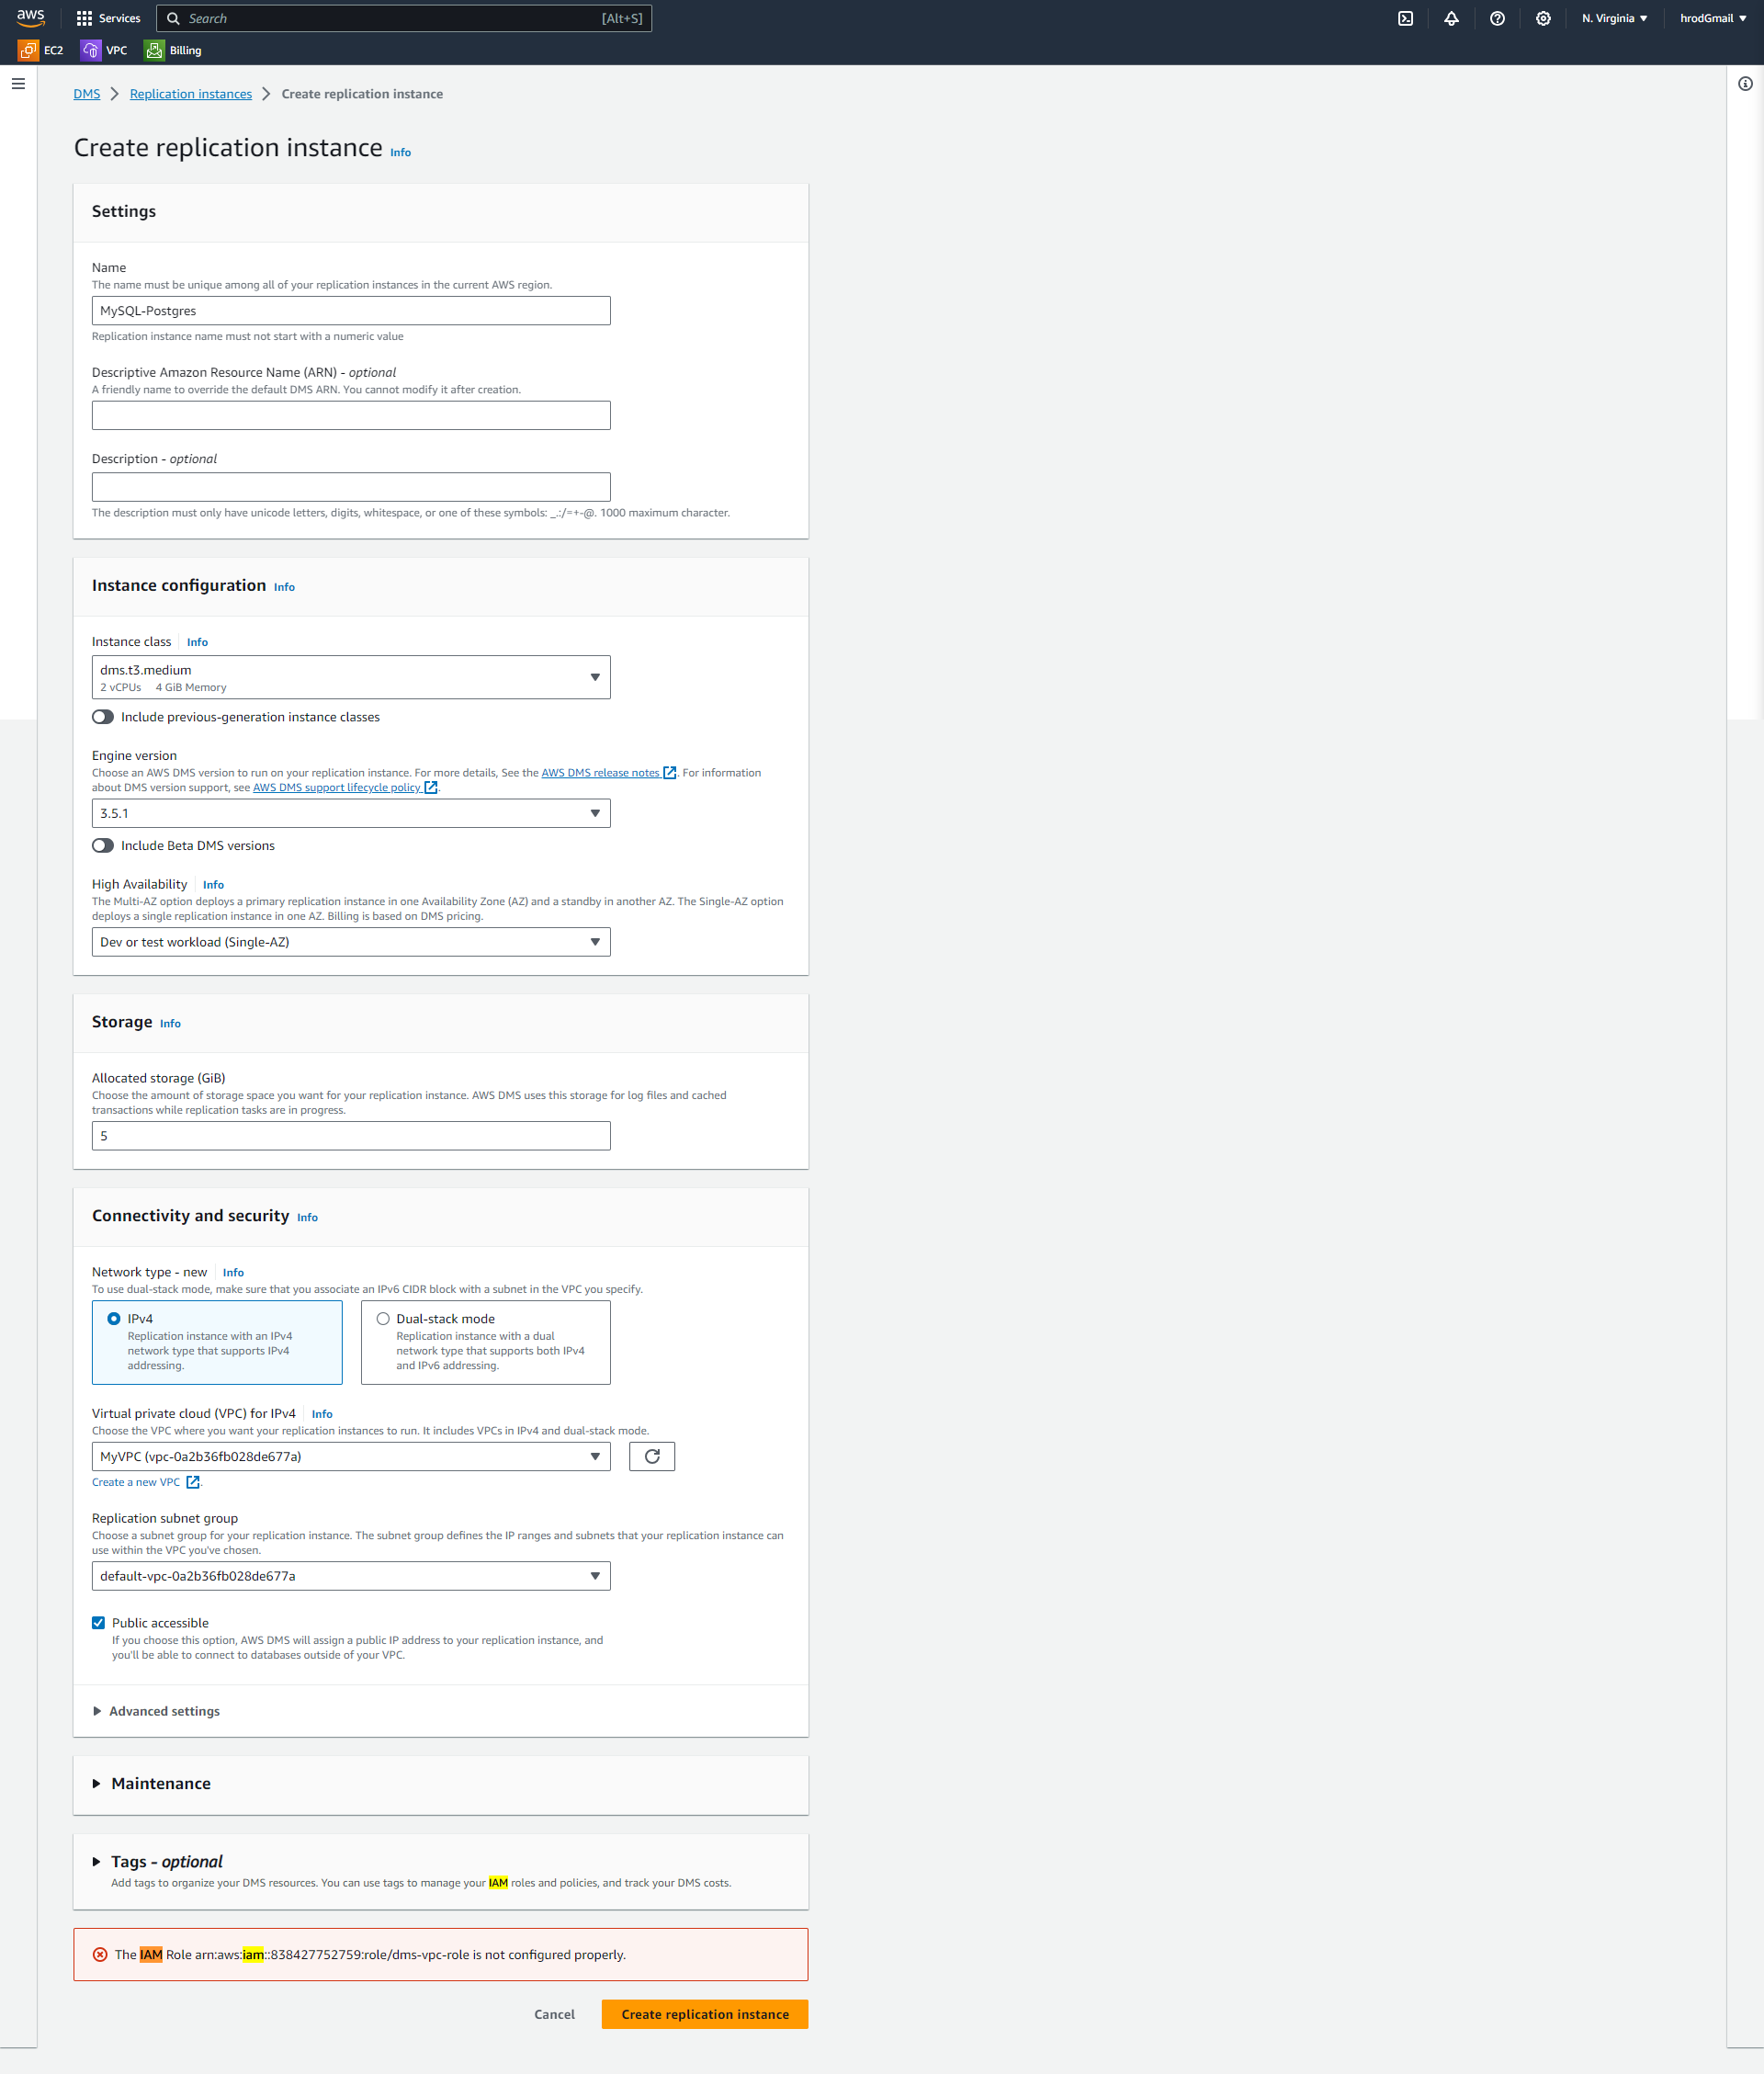 aws
Services
Search
[Alt+S]
N. Virginia
hrodGmail
EC2
VPC
Billing
DMS
Replication instances
Create replication instance
Create replication instance Info
Settings
Name
The name must be unique among all of your replication instances in the current AWS region.
MySQL-Postgres
Replication instance name must not start with a numeric value
Descriptive Amazon Resource Name (ARN) - optional
A friendly name to override the default DMS ARN. You cannot modify it after creation.
Description - optional
The description must only have unicode letters, digits, whitespace, or one of these symbols: _.:/=+-@. 1000 maximum character.
Instance configuration Info
Instance class Info
dms.t3.medium
2 vCPUs 4 GiB Memory
Include previous-generation instance classes
Engine version
Choose an AWS DMS version to run on your replication instance. For more details, See the AWS DMS release notes . For information
about DMS version support, see AWS DMS support lifecycle policy .
3.5.1
Include Beta DMS versions
High Availability Info
The Multi-AZ option deploys a primary replication instance in one Availability Zone (AZ) and a standby in another AZ. The Single-AZ option
deploys a single replication instance in one AZ. Billing is based on DMS pricing.
Dev or test workload (Single-AZ)
Storage Info
Allocated storage (GiB)
Choose the amount of storage space you want for your replication instance. AWS DMS uses this storage for log files and cached
transactions while replication tasks are in progress.
5
Connectivity and security Info
Network type - new Info
To use dual-stack mode, make sure that you associate an IPv6 CIDR block with a subnet in the VPC you specify.
IPv4
Replication instance with an IPv4
network type that supports IPv4
addressing.
Dual-stack mode
Replication instance with a dual
network type that supports both IPv4
and IPv6 addressing.
Virtual private cloud (VPC) for IPv4 Info
Choose the VPC where you want your replication instances to run. It includes VPCs in IPv4 and dual-stack mode.
MyVPC (vpc-0a2b36fb028de677a)
Create a new VPC .
Replication subnet group
Choose a subnet group for your replication instance. The subnet group defines the IP ranges and subnets that your replication instance can
use within the VPC you've chosen.
default-vpc-0a2b36fb028de677a
Public accessible
If you choose this option, AWS DMS will assign a public IP address to your replication instance, and
you'll be able to connect to databases outside of your VPC.
Advanced settings
Maintenance
Tags - optional
Add tags to organize your DMS resources. You can use tags to manage your IAM roles and policies, and track your DMS costs.
The IAM Role arn:aws:iam::838427752759:role/dms-vpc-role is not configured properly.
Cancel
Create replication instance